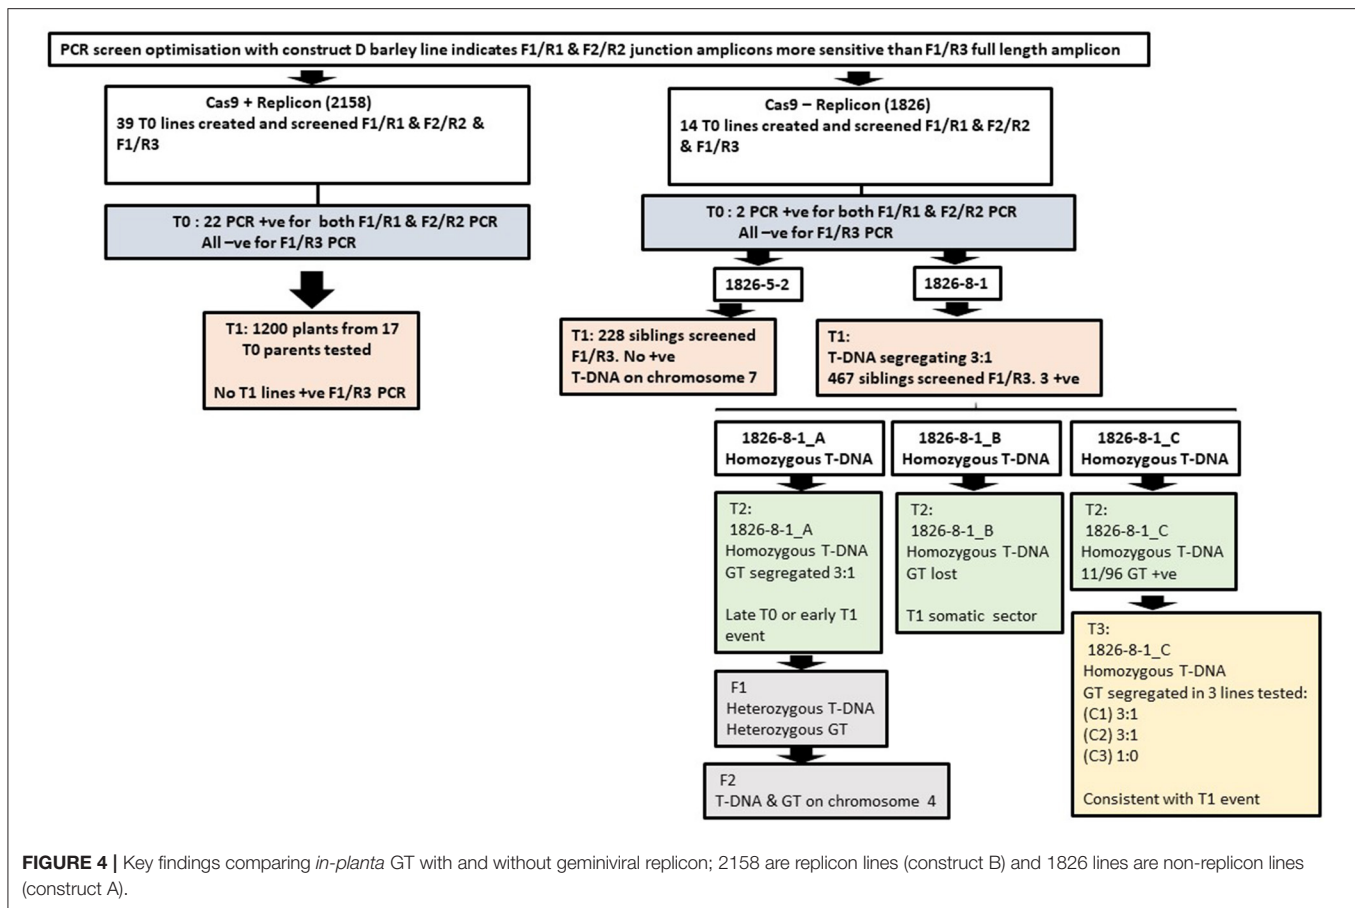 PCR screen optimisation with construct D barley line indicates F1/R1 & F2/R2 junction amplicons more sensitive than F1/R3 full length amplicon
Cas9 + Replicon (2158)
39 T0 lines created and screened F1/R1 & F2/R2 &
F1/R3
T0 : 22 PCR +ve for both F1/R1 & F2/R2 PCR
All –ve for F1/R3 PCR
T1: 1200 plants from 17
T0 parents tested
No T1 lines +ve F1/R3 PCR
Cas9 – Replicon (1826)
14 T0 lines created and screened F1/R1 & F2/R2
& F1/R3
T0 : 2 PCR +ve for both F1/R1 & F2/R2 PCR
All –ve for F1/R3 PCR
1826-5-2
T1: 228 siblings screened
F1/R3. No +ve
T-DNA on chromosome 7
1826-8-1
T1:
T-DNA segregating 3:1
467 siblings screened F1/R3. 3 +ve
1826-8-1_A
Homozygous T-DNA
T2:
1826-8-1_A
Homozygous T-DNA
GT segregated 3:1
Late T0 or early T1
event
F1
Heterozygous T-DNA
Heterozygous GT
F2
T-DNA & GT on chromosome 4
1826-8-1_B
Homozygous T-DNA
T2:
1826-8-1_B
Homozygous T-DNA
GT lost
T1 somatic sector
1826-8-1_C
Homozygous T-DNA
T2:
1826-8-1_C
Homozygous T-DNA
11/96 GT +ve
T3:
1826-8-1_C
Homozygous T-DNA
GT segregated in 3 lines tested:
(C1) 3:1
(C2) 3:1
(C3) 1:0
Consistent with T1 event
FIGURE 4 | Key findings comparing in-planta GT with and without geminiviral replicon; 2158 are replicon lines (construct B) and 1826 lines are non-replicon lines
(construct A).